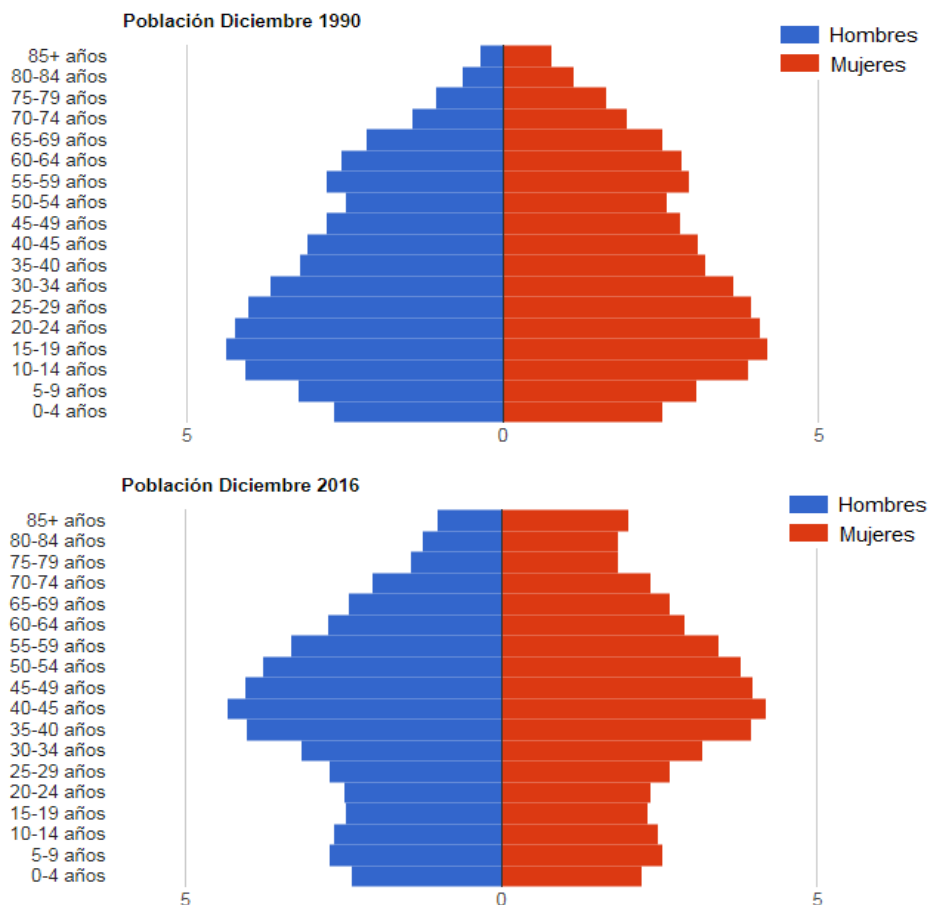 Población Diciembre 1990
Hombres
Mujeres
85+ años
80-84 años
75-79 años
70-74 años
65-69 años
60-64 años
55-59 años
50-54 años
45-49 años
40-45 años
35-40 años
30-34 años
25-29 años
20-24 años
15-19 años
10-14 años
5-9 años
0-4 años
5 0 5
Población Diciembre 2016
Hombres
Mujeres
85+ años
80-84 años
75-79 años
70-74 años
65-69 años
60-64 años
55-59 años
50-54 años
45-49 años
40-45 años
35-40 años
30-34 años
25-29 años
20-24 años
15-19 años
10-14 años
5-9 años
0-4 años
5 0 5